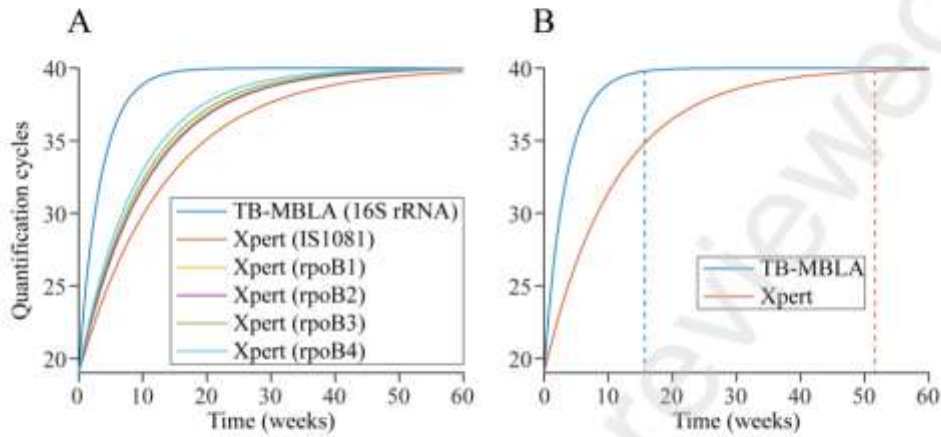 A
Quantification cycles
40
35
30
25
20
0 10 20 30 40 50 60
Time (weeks)
TB-MBLA (16S rRNA)
Xpert (IS1081)
Xpert (rpoB1)
Xpert (rpoB2)
Xpert (rpoB3)
Xpert (rpoB4)
B
40
35
30
25
20
0 10 20 30 40 50 60
Time (weeks)
TB-MBLA
Xpert
reviewed